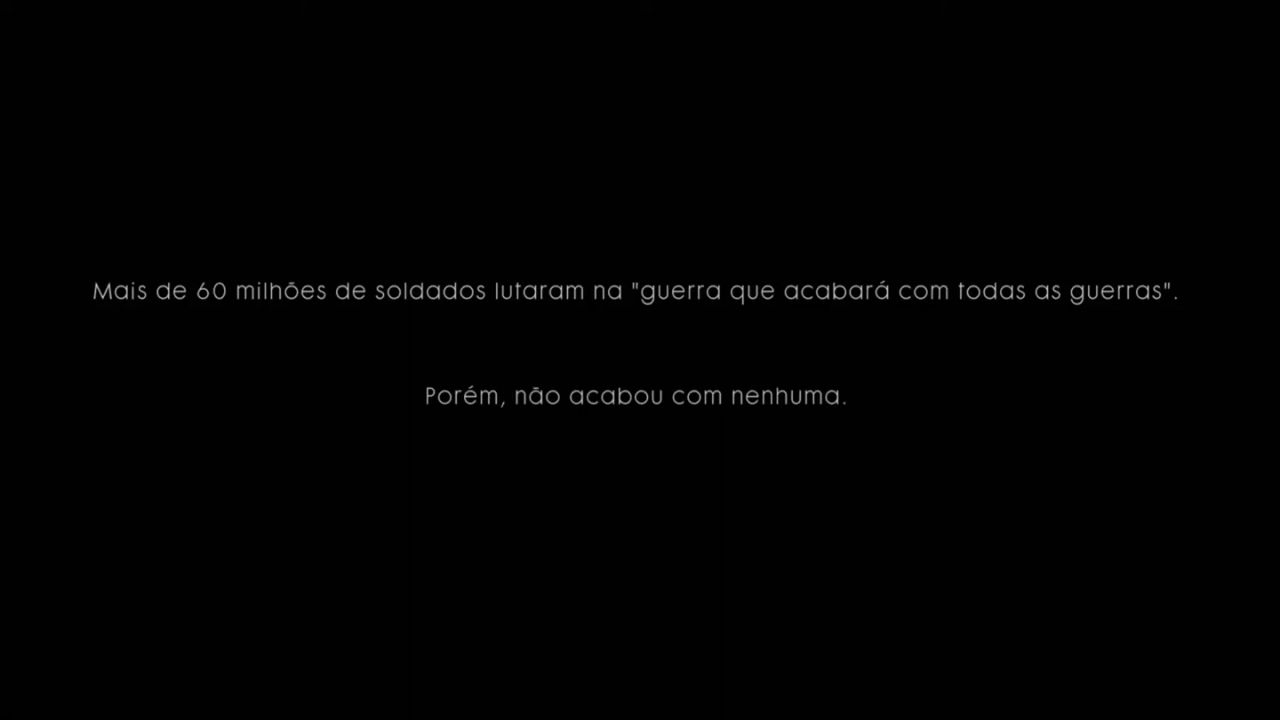 Mais de 60 milhões de soldados lutaram na "guerra que acabará com todas as guerras".
Porém, não acabou com nenhuma.